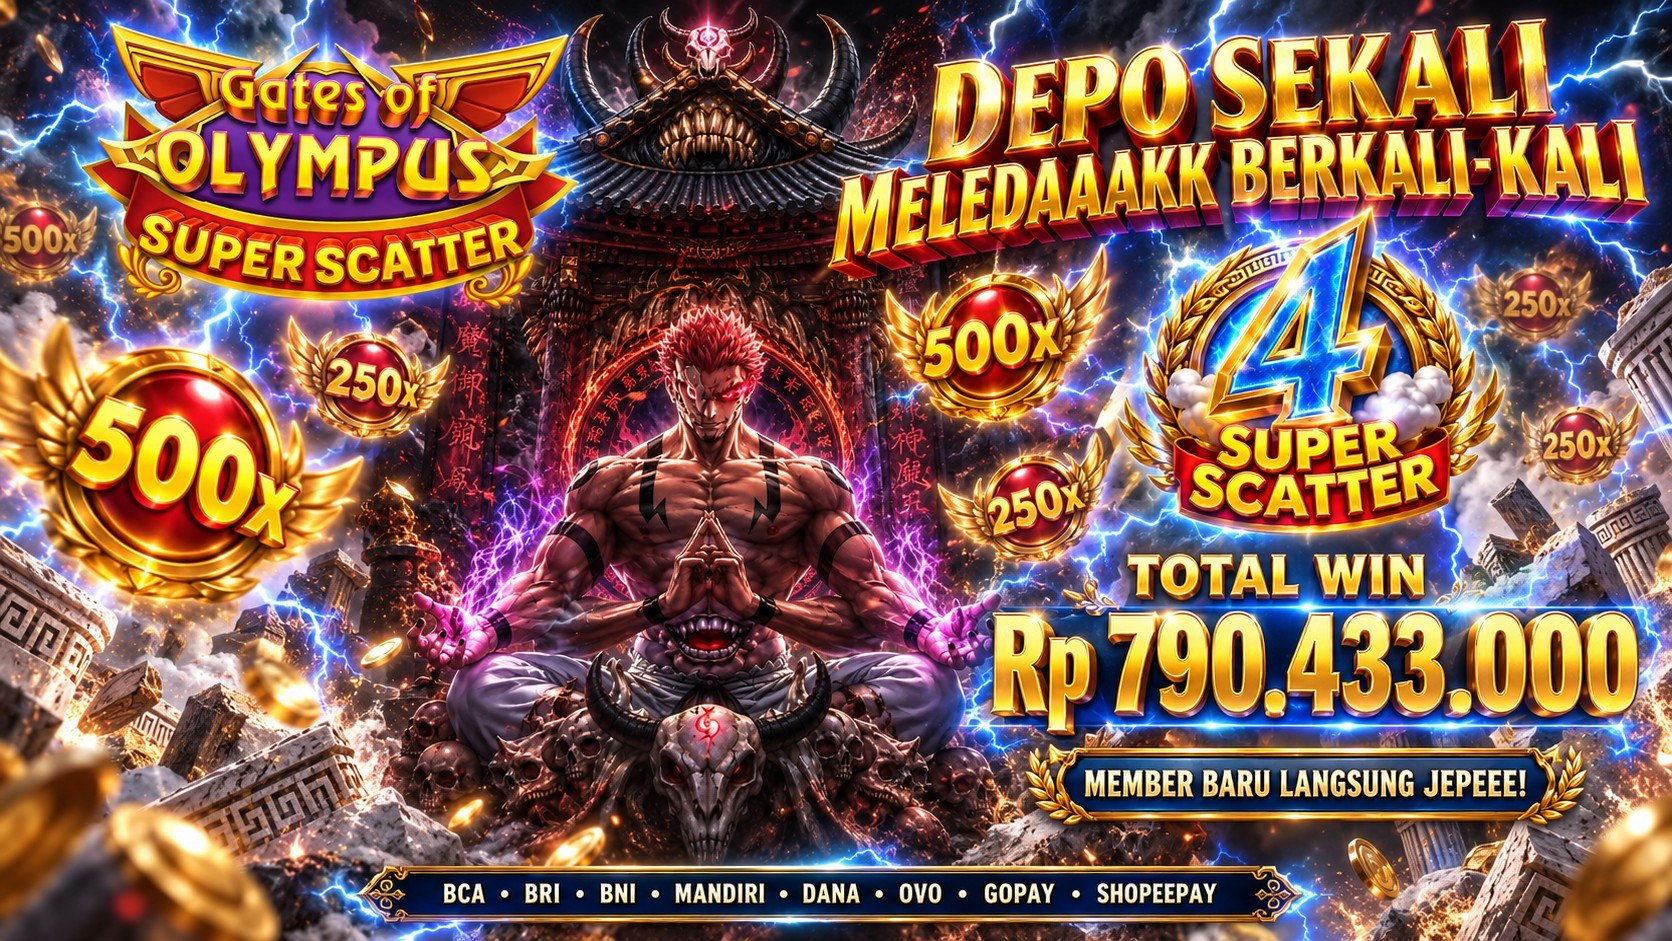 Gates of
OLYMPUS
SUPER SCATTER
DEPO SEKALI
MELEDAAAKK BERKALI-KALI
500x
500x
250x
500x
250x
4
SUPER
SCATTER
250x
250x
TOTAL WIN
Rp 790.433.000
MEMBER BARU LANGSUNG JEPEEE!
BCA • BRI • BNI • MANDIRI • DANA • OVO • GOPAY • SHOPEEPAY